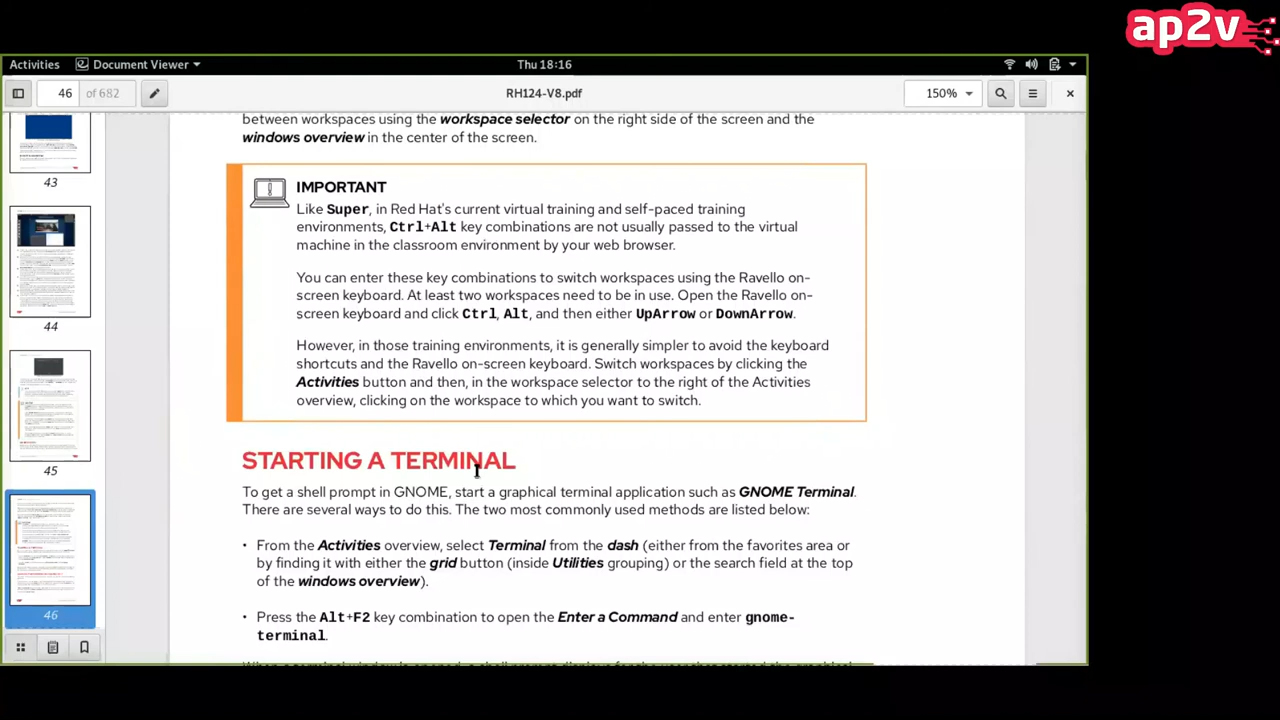 ap2v
Activities Document Viewer Thu 18:16
46 of 682 RH124-V8.pdf 150%
43
44
45
46
between workspaces using the workspace selector on the right side of the screen and the
windows overview in the center of the screen.
IMPORTANT
Like Super, in Red Hat's current virtual training and self-paced training
environments, Ctrl+Alt key combinations are not usually passed to the virtual
machine in the classroom environment by your web browser.
You can enter these key combinations to switch workspaces using the Ravello on-
screen keyboard. At least two workspaces need to be in use. Open the Ravello on-
screen keyboard and click Ctrl, Alt, and then either UpArrow or DownArrow.
However, in those training environments, it is generally simpler to avoid the keyboard
shortcuts and the Ravello on-screen keyboard. Switch workspaces by clicking the
Activities button and then, in the workspace selector to the right of the Activities
overview, clicking on the workspace to which you want to switch.
STARTING A TERMINAL
To get a shell prompt in GNOME, start a graphical terminal application such as GNOME Terminal.
There are several ways to do this. The two most commonly used methods are listed below:
• From the Activities overview, select Terminal from the dash (either from the Favorites area or
by finding it with either the grid button (inside Utilities grouping) or the search field at the top
of the windows overview).
• Press the Alt+F2 key combination to open the Enter a Command and enter gnome-
terminal.